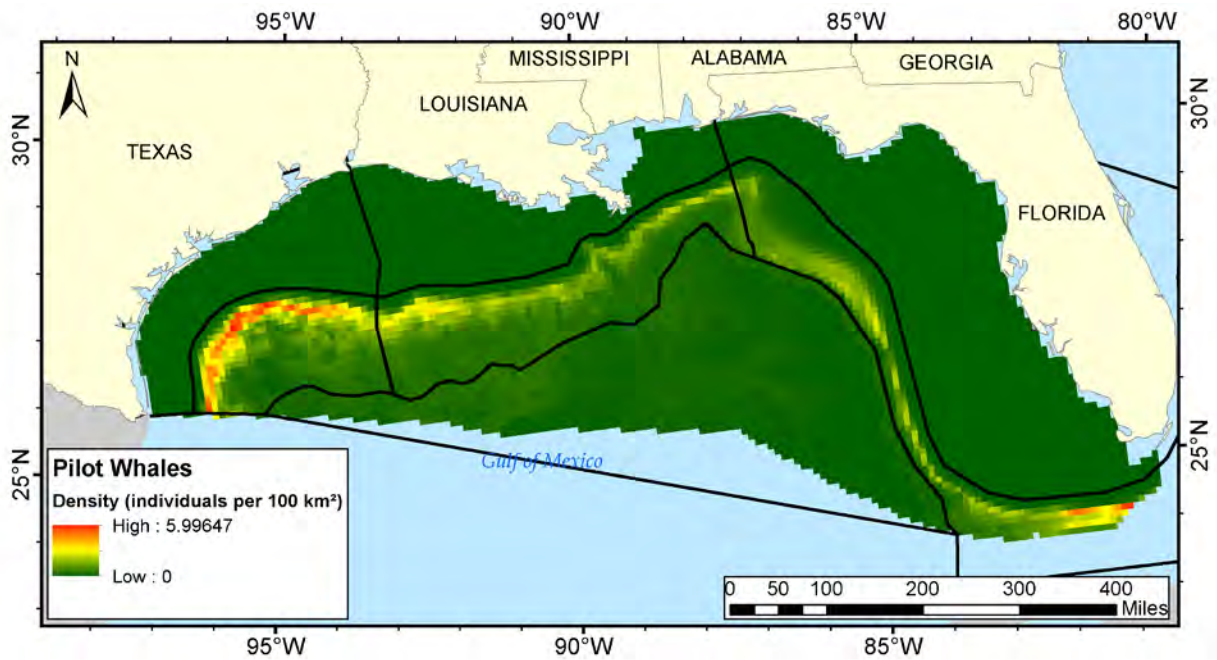 95°W
90°W
85°W
80°W
N
MISSISSIPPI
ALABAMA
GEORGIA
LOUISIANA
TEXAS
30°N
30°N
FLORIDA
25°N
25°N
Gulf of Mexico
Pilot Whales
Density (individuals per 100 km²)
High : 5.99647
Low : 0
0 50 100 200 300 400
Miles
95°W
90°W
85°W
80°W